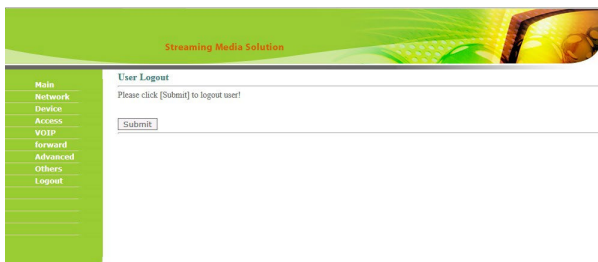 Streaming Media Solution
Main
Network
Device
Access
VOIP
forward
Advanced
Others
Logout
User Logout
Please click [Submit] to logout user!
Submit